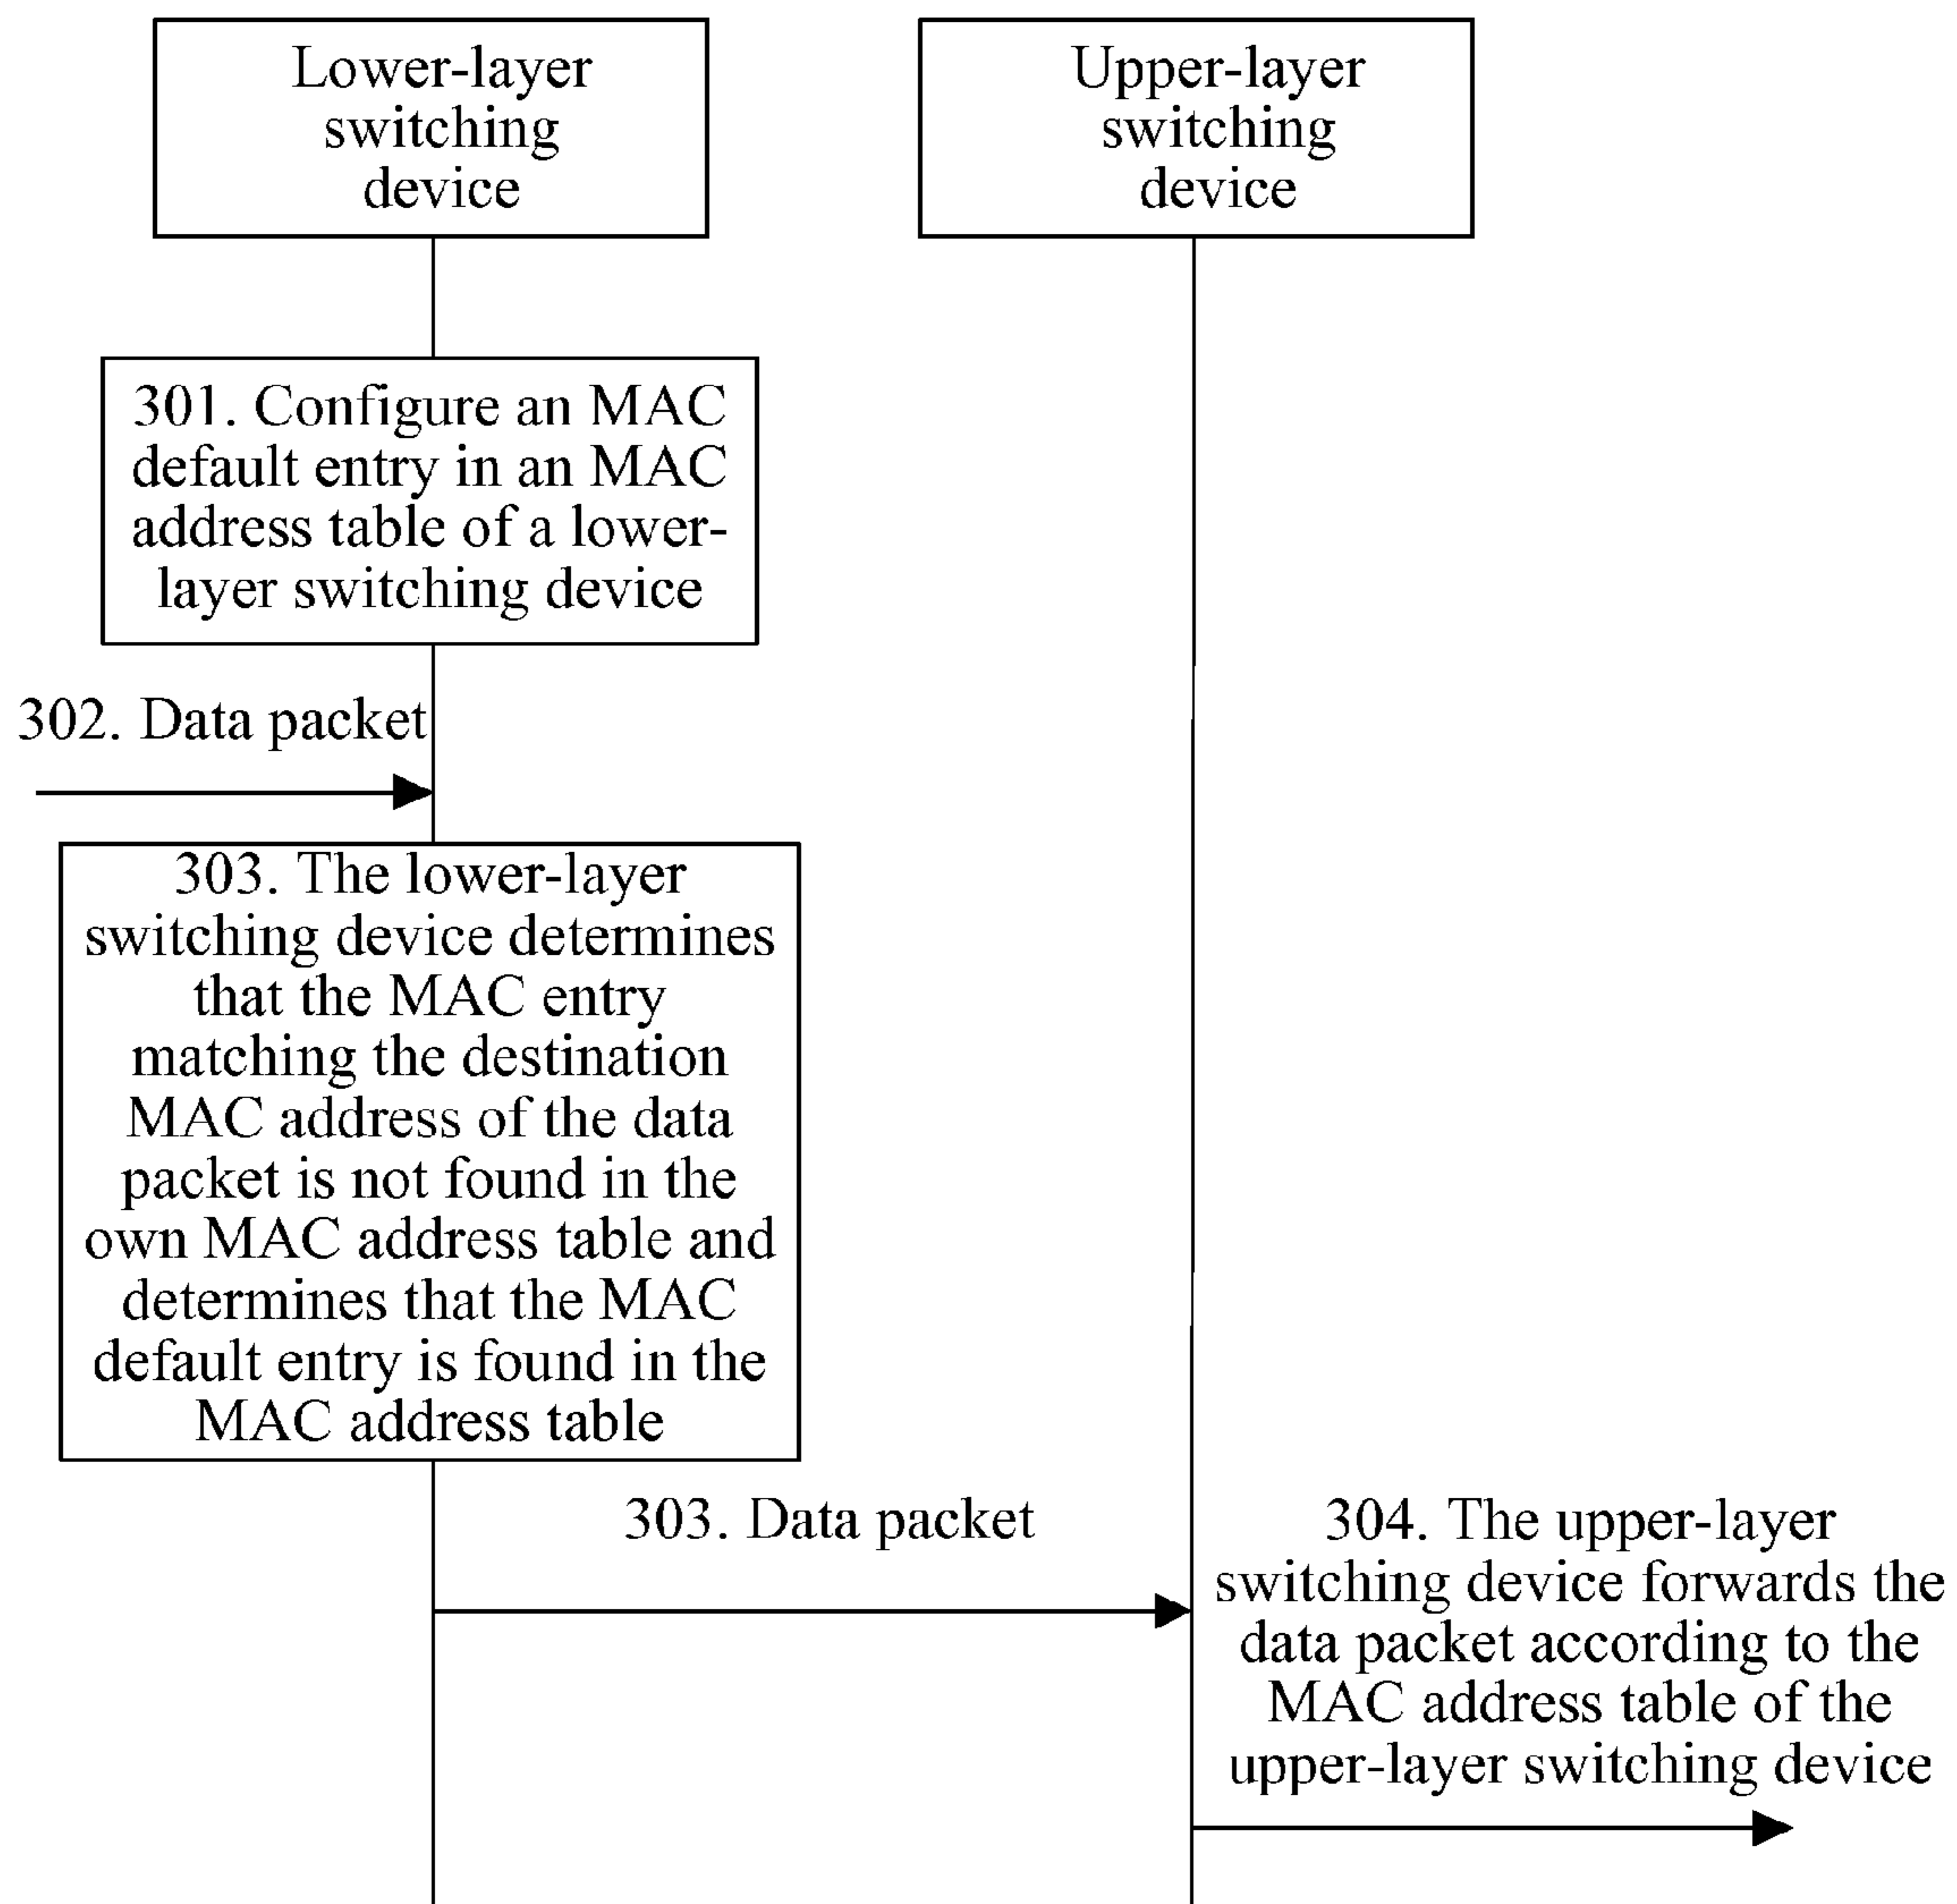 Lower-layer
switching
device
Upper-layer
switching
device
301. Configure an MAC
default entry in an MAC
address table of a lower-
layer switching device
302. Data packet
303. The lower-layer
switching device determines
that the MAC entry
matching the destination
MAC address of the data
packet is not found in the
own MAC address table and
determines that the MAC
default entry is found in the
MAC address table
303. Data packet
304. The upper-layer
switching device forwards the
data packet according to the
MAC address table of the
upper-layer switching device